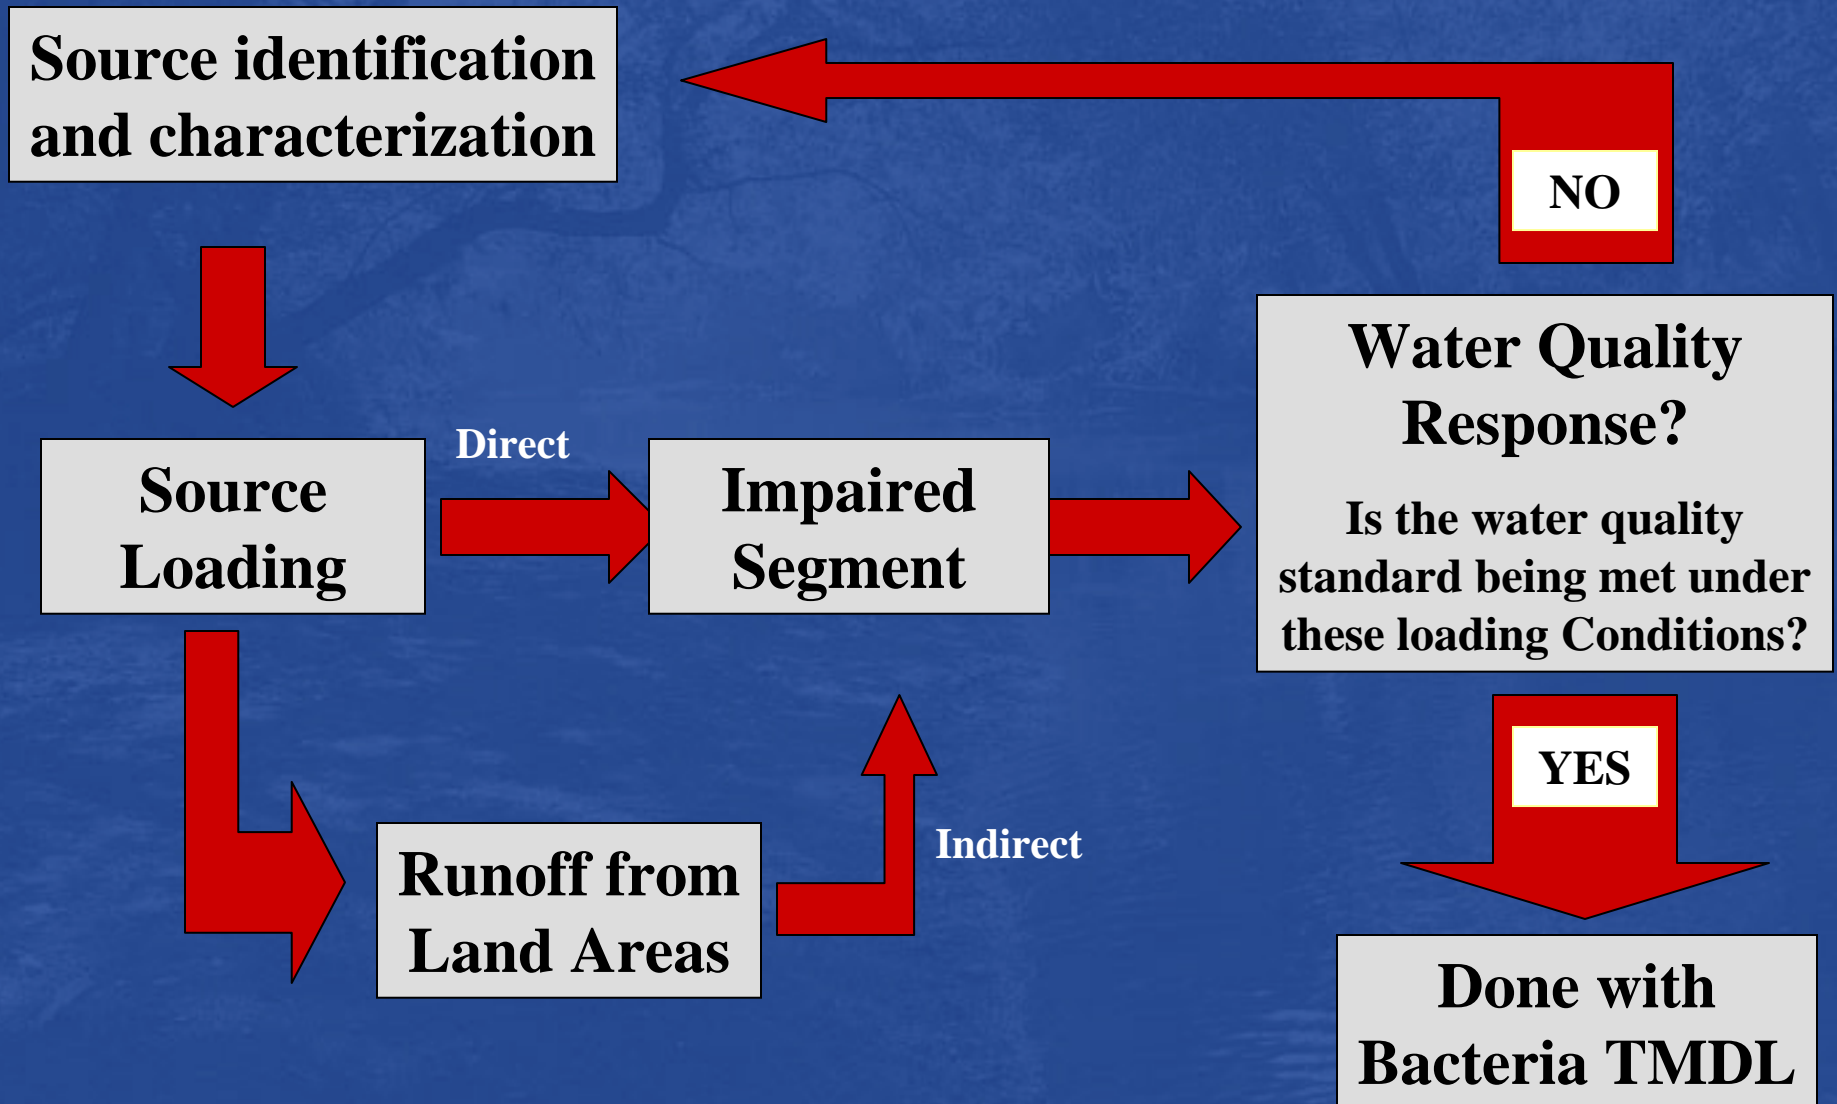 Source identification
and characterization
NO
Water Quality
Response?
Is the water quality
standard being met under
these loading Conditions?
Direct
Source
Loading
Impaired
Segment
YES
Indirect
Runoff from
Land Areas
Done with
Bacteria TMDL